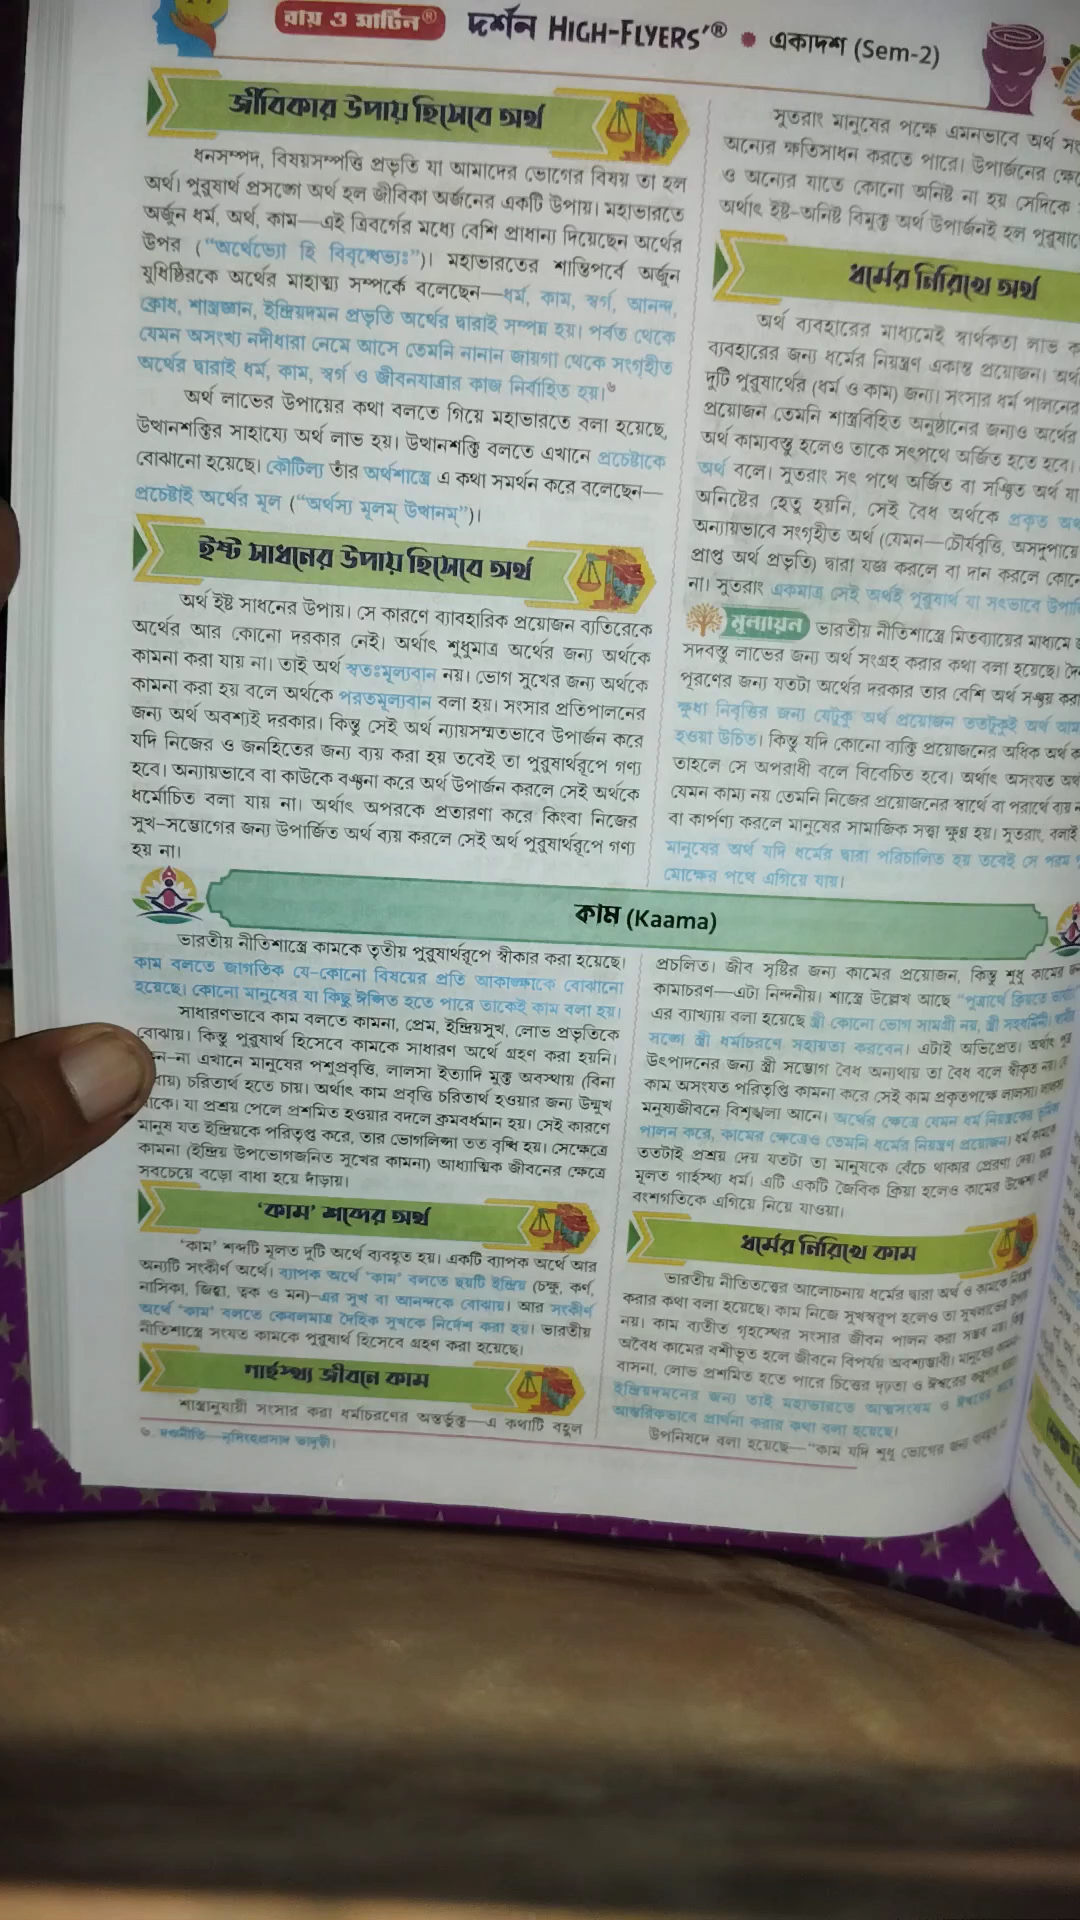 রায় ও মার্টিন® দর্শন HIGH-FLYERS'® • একাদশ (Sem-2)
জীবিকার উপায় হিসেবে অর্থ
ধনসম্পদ, বিষয়সম্পত্তি প্রভৃতি যা আমাদের ভোগের বিষয় তা হল
অর্থ। পুরুষার্থ প্রসঙ্গে অর্থ হল জীবিকা অর্জনের একটি উপায়। মহাভারতে
অর্জুন ধর্ম, অর্থ, কাম—এই ত্রিবর্গের মধ্যে বেশি প্রাধান্য দিয়েছেন অর্থের
উপর ("অর্থেভ্যো হি বিবৃদ্ধেভ্যঃ")। মহাভারতের শান্তিপর্বে অর্জুন
যুধিষ্ঠিরকে অর্থের মাহাত্ম্য সম্পর্কে বলেছেন—ধর্ম, কাম, স্বর্গ, আনন্দ,
ক্রোধ, শাস্ত্রজ্ঞান, ইন্দ্রিয়দমন প্রভৃতি অর্থের দ্বারাই সম্পন্ন হয়। পর্বত থেকে
যেমন অসংখ্য নদীধারা নেমে আসে তেমনি নানান জায়গা থেকে সংগৃহীত
অর্থের দ্বারাই ধর্ম, কাম, স্বর্গ ও জীবনযাত্রার কাজ নির্বাহিত হয়।৬
অর্থ লাভের উপায়ের কথা বলতে গিয়ে মহাভারতে বলা হয়েছে,
উত্থানশক্তির সাহায্যে অর্থ লাভ হয়। উত্থানশক্তি বলতে এখানে প্রচেষ্টাকে
বোঝানো হয়েছে। কৌটিল্য তাঁর অর্থশাস্ত্রে এ কথা সমর্থন করে বলেছেন—
প্রচেষ্টাই অর্থের মূল ("অর্থস্য মূলম্ উত্থানম্")।
ইষ্ট সাধনের উপায় হিসেবে অর্থ
অর্থ ইষ্ট সাধনের উপায়। সে কারণে ব্যাবহারিক প্রয়োজন ব্যতিরেকে
অর্থের আর কোনো দরকার নেই। অর্থাৎ শুধুমাত্র অর্থের জন্য অর্থকে
কামনা করা যায় না। তাই অর্থ স্বতঃমূল্যবান নয়। ভোগ সুখের জন্য অর্থকে
কামনা করা হয় বলে অর্থকে পরতমূল্যবান বলা হয়। সংসার প্রতিপালনের
জন্য অর্থ অবশ্যই দরকার। কিন্তু সেই অর্থ ন্যায়সম্মতভাবে উপার্জন করে
যদি নিজের ও জনহিতের জন্য ব্যয় করা হয় তবেই তা পুরুষার্থরূপে গণ্য
হবে। অন্যায়ভাবে বা কাউকে বঞ্চনা করে অর্থ উপার্জন করলে সেই অর্থকে
ধর্মোচিত বলা যায় না। অর্থাৎ অপরকে প্রতারণা করে কিংবা নিজের
সুখ-সম্ভোগের জন্য উপার্জিত অর্থ ব্যয় করলে সেই অর্থ পুরুষার্থরূপে গণ্য
হয় না।
সুতরাং মানুষের পক্ষে এমনভাবে অর্থ
অন্যের ক্ষতিসাধন করতে পারে। উপার্জনের
ও অন্যের যাতে কোনো অনিষ্ট না হয় সেদিকে
অর্থাৎ ইষ্ট-অনিষ্ট বিমুক্ত অর্থ উপার্জনই হল
ধর্মের নিরিখে অর্থ
অর্থ ব্যবহারের মাধ্যমেই স্বার্থকতা লাভ
ব্যবহারের জন্য ধর্মের নিয়ন্ত্রণ একান্ত প্রয়োজন।
দুটি পুরুষার্থের (ধর্ম ও কাম) জন্য। সংসার ধর্ম পালনের
প্রয়োজন তেমনি শাস্ত্রবিহিত অনুষ্ঠানের জন্যও অর্থের
অর্থ কাম্যবস্তু হলেও তাকে সৎপথে অর্জিত হতে হবে।
অর্থ বলে। সুতরাং সৎ পথে অর্জিত বা সঞ্চিত অর্থ যা
অনিষ্টের হেতু হয়নি, সেই বৈধ অর্থকে প্রকৃত
অন্যায়ভাবে সংগৃহীত অর্থ (যেমন—চৌর্যবৃত্তি, অসদুপায়ে
প্রাপ্ত অর্থ প্রভৃতি) দ্বারা যজ্ঞ করলে বা দান করলে
না। সুতরাং একমাত্র সেই অর্থই পুরুষার্থ যা সৎভাবে
মূল্যায়ন ভারতীয় নীতিশাস্ত্রে মিতব্যয়ের মাধ্যমে
সদবস্তু লাভের জন্য অর্থ সংগ্রহ করার কথা বলা হয়েছে।
পূরণের জন্য যতটা অর্থের দরকার তার বেশি অর্থ সঞ্চয় করা
ক্ষুধা নিবৃত্তির জন্য যেটুকু অর্থ প্রয়োজন ততটুকুই অর্থ
হওয়া উচিত। কিন্তু যদি কোনো ব্যক্তি প্রয়োজনের অধিক অর্থ
তাহলে সে অপরাধী বলে বিবেচিত হবে। অর্থাৎ অসংযত
যেমন কাম্য নয় তেমনি নিজের প্রয়োজনের স্বার্থে বা পরার্থে ব্যয়
বা কার্পণ্য করলে মানুষের সামাজিক সত্ত্বা ক্ষুণ্ন হয়। সুতরাং, বলাই
মানুষের অর্থ যদি ধর্মের দ্বারা পরিচালিত হয় তবেই সে পরম
মোক্ষের পথে এগিয়ে যায়।
কাম (Kaama)
ভারতীয় নীতিশাস্ত্রে কামকে তৃতীয় পুরুষার্থরূপে স্বীকার করা হয়েছে।
কাম বলতে জাগতিক যে-কোনো বিষয়ের প্রতি আকাঙ্ক্ষাকে বোঝানো
হয়েছে। কোনো মানুষের যা কিছু ঈপ্সিত হতে পারে তাকেই কাম বলা হয়।
সাধারণভাবে কাম বলতে কামনা, প্রেম, ইন্দ্রিয়সুখ, লোভ প্রভৃতিকে
বোঝায়। কিন্তু পুরুষার্থ হিসেবে কামকে সাধারণ অর্থে গ্রহণ করা হয়নি।
না এখানে মানুষের পশুপ্রবৃত্তি, লালসা ইত্যাদি মুক্ত অবস্থায় (বিনা
চরিতার্থ হতে চায়। অর্থাৎ কাম প্রবৃত্তি চরিতার্থ হওয়ার জন্য উন্মুখ
যা প্রশ্রয় পেলে প্রশমিত হওয়ার বদলে ক্রমবর্ধমান হয়। সেই কারণে
মানুষ যত ইন্দ্রিয়কে পরিতৃপ্ত করে, তার ভোগলিপ্সা তত বৃদ্ধি হয়। সেক্ষেত্রে
কামনা (ইন্দ্রিয় উপভোগজনিত সুখের কামনা) আধ্যাত্মিক জীবনের ক্ষেত্রে
সবচেয়ে বড়ো বাধা হয়ে দাঁড়ায়।
'কাম' শব্দের অর্থ
'কাম' শব্দটি মূলত দুটি অর্থে ব্যবহৃত হয়। একটি ব্যাপক অর্থে আর
অন্যটি সংকীর্ণ অর্থে। ব্যাপক অর্থে 'কাম' বলতে ছয়টি ইন্দ্রিয় (চক্ষু, কর্ণ,
নাসিকা, জিহ্বা, ত্বক ও মন)-এর সুখ বা আনন্দকে বোঝায়। আর সংকীর্ণ
অর্থে 'কাম' বলতে কেবলমাত্র দৈহিক সুখকে নির্দেশ করা হয়। ভারতীয়
নীতিশাস্ত্রে সংযত কামকে পুরুষার্থ হিসেবে গ্রহণ করা হয়েছে।
গার্হস্থ্য জীবনে কাম
শাস্ত্রানুযায়ী সংসার করা ধর্মাচরণের অন্তর্ভুক্ত—এ কথাটি বহুল
৬. দণ্ডনীতি—নৃসিংহপ্রসাদ ভাদুড়ী।
প্রচলিত। জীব সৃষ্টির জন্য কামের প্রয়োজন, কিন্তু শুধু কামের
কামাচরণ—এটা নিন্দনীয়। শাস্ত্রে উল্লেখ আছে "পুত্রার্থে ক্রিয়তে
এর ব্যাখ্যায় বলা হয়েছে স্ত্রী কোনো ভোগ সামগ্রী নয়, স্ত্রী সহধর্মিনী।
সঙ্গে স্ত্রী ধর্মাচরণে সহায়তা করবেন। এটাই অভিপ্রেত। অর্থাৎ
উৎপাদনের জন্য স্ত্রী সম্ভোগ বৈধ অন্যথায় তা বৈধ বলে স্বীকৃত নয়।
কাম অসংযত পরিতৃপ্তি কামনা করে সেই কাম প্রকৃতপক্ষে লালসা। লালসা
মনুষ্যজীবনে বিশৃঙ্খলা আনে। অর্থের ক্ষেত্রে যেমন ধর্ম নিয়ন্ত্রকের ভূমিকা
পালন করে, কামের ক্ষেত্রেও তেমনি ধর্মের নিয়ন্ত্রণ প্রয়োজন। ধর্ম কামকে
ততটাই প্রশ্রয় দেয় যতটা তা মানুষকে বেঁচে থাকার প্রেরণা দেয়।
মূলত গার্হস্থ্য ধর্ম। এটি একটি জৈবিক ক্রিয়া হলেও কামের উদ্দেশ্য হল
বংশগতিকে এগিয়ে নিয়ে যাওয়া।
ধর্মের নিরিখে কাম
ভারতীয় নীতিতত্ত্বের আলোচনায় ধর্মের দ্বারা অর্থ ও কামকে
করার কথা বলা হয়েছে। কাম নিজে সুখস্বরূপ হলেও তা সুখলাভের উপায়
নয়। কাম ব্যতীত গৃহস্থের সংসার জীবন পালন করা সম্ভব নয়।
অবৈধ কামের বশীভূত হলে জীবনে বিপর্যয় অবশ্যম্ভাবী। মানুষের
বাসনা, লোভ প্রশমিত হতে পারে চিত্তের দৃঢ়তা ও ঈশ্বরের
ইন্দ্রিয়দমনের জন্য তাই মহাভারতে আত্মসংযম ও ঈশ্বরের
আন্তরিকভাবে প্রার্থনা করার কথা বলা হয়েছে।
উপনিষদে বলা হয়েছে—"কাম যদি শুধু ভোগের জন্য